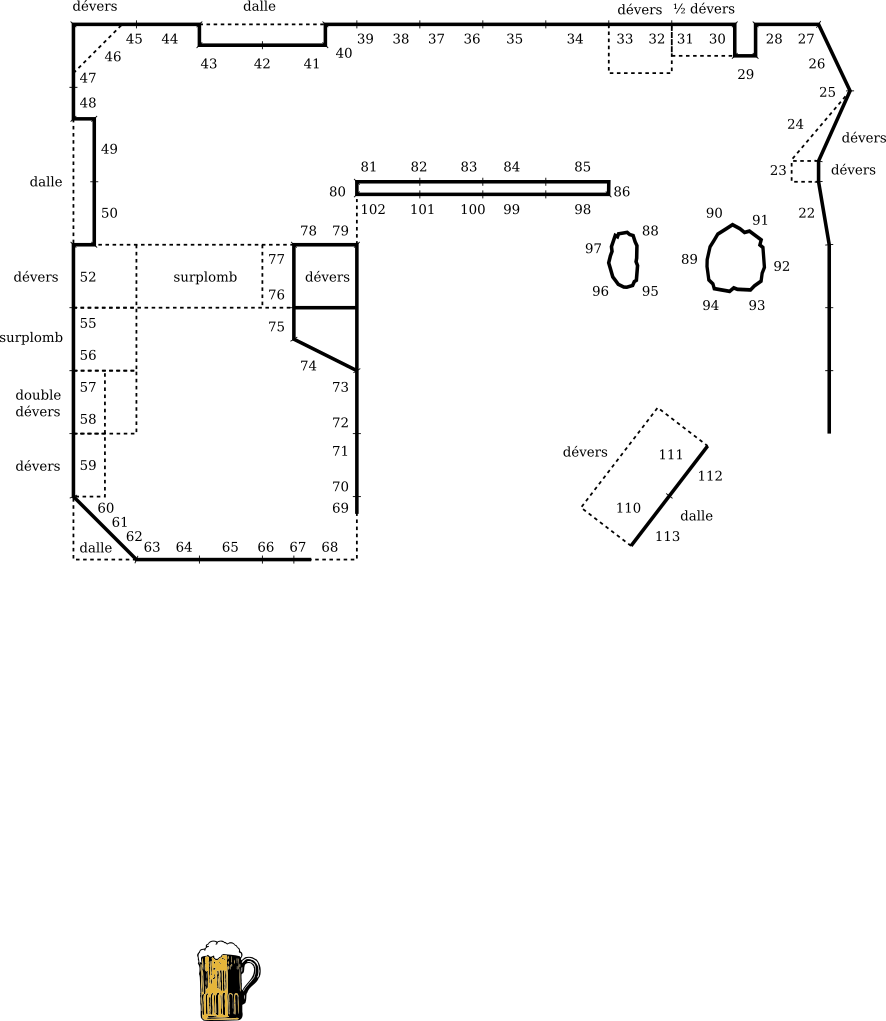 dévers dalle dévers ½ dévers
45 44 39 38 37 36 35 34 33 32 31 30 28 27
46 43 42 41 40 29 26
47
48 25
24
49 dévers
81 82 83 84 85 23 dévers
dalle
80 86
50 102 101 100 99 98 22
90 91
78 79 88
97
77 89 92
dévers 52 surplomb dévers
76 96 95
94 93
55 75
surplomb
56 74
57 73
double
dévers
58 72
71 dévers 111
dévers 59 112
70
60 69 110
61 dalle
62 113
dalle 63 64 65 66 67 68